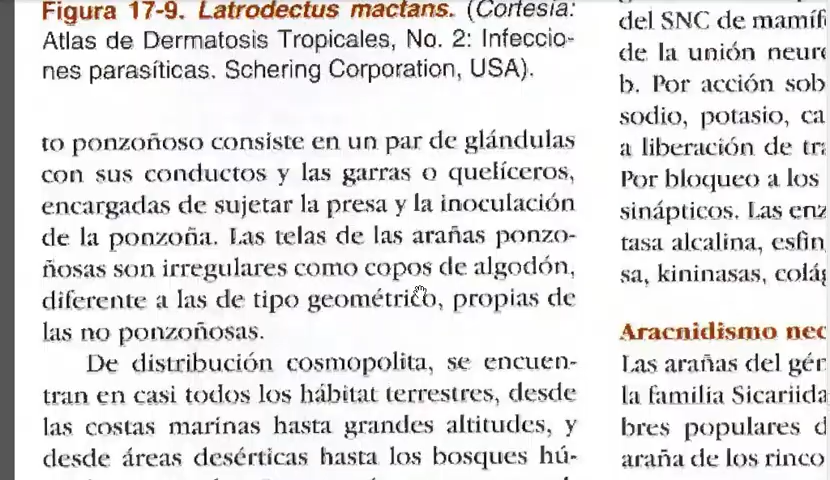 Figura 17-9. Latrodectus mactans. (Cortesía:
Atlas de Dermatosis Tropicales, No. 2: Infeccio-
nes parasíticas. Schering Corporation, USA).
to ponzoñoso consiste en un par de glándulas
con sus conductos y las garras o quelíceros,
encargadas de sujetar la presa y la inoculación
de la ponzoña. Las telas de las arañas ponzo-
ñosas son irregulares como copos de algodón,
diferente a las de tipo geométrico, propias de
las no ponzoñosas.
De distribución cosmopolita, se encuen-
tran en casi todos los hábitat terrestres, desde
las costas marinas hasta grandes altitudes, y
desde áreas desérticas hasta los bosques hú-
del SNC de mamíf
de la unión neur
b. Por acción sob
sodio, potasio, ca
a liberación de tra
Por bloqueo a los
sinápticos. Las enz
tasa alcalina, esfin
sa, kininasas, colág
Aracnidismo nec
Las arañas del gén
la familia Sicariida
bres populares d
araña de los rinco